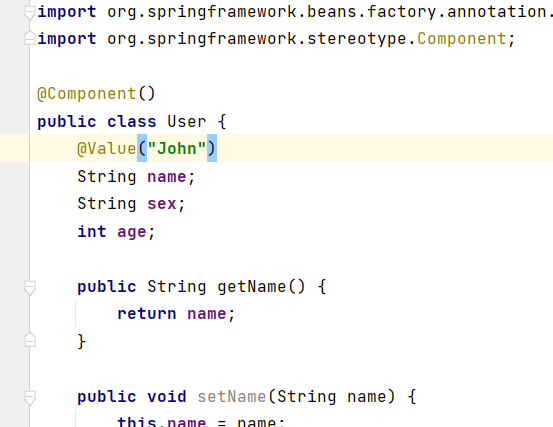 import org.springframework.beans.factory.annotation.
import org.springframework.stereotype.Component;
@Component()
public class User {
@Value("John")
String name;
String sex;
int age;
public String getName() {
return name;
}
public void setName(String name) {
this.name = name;